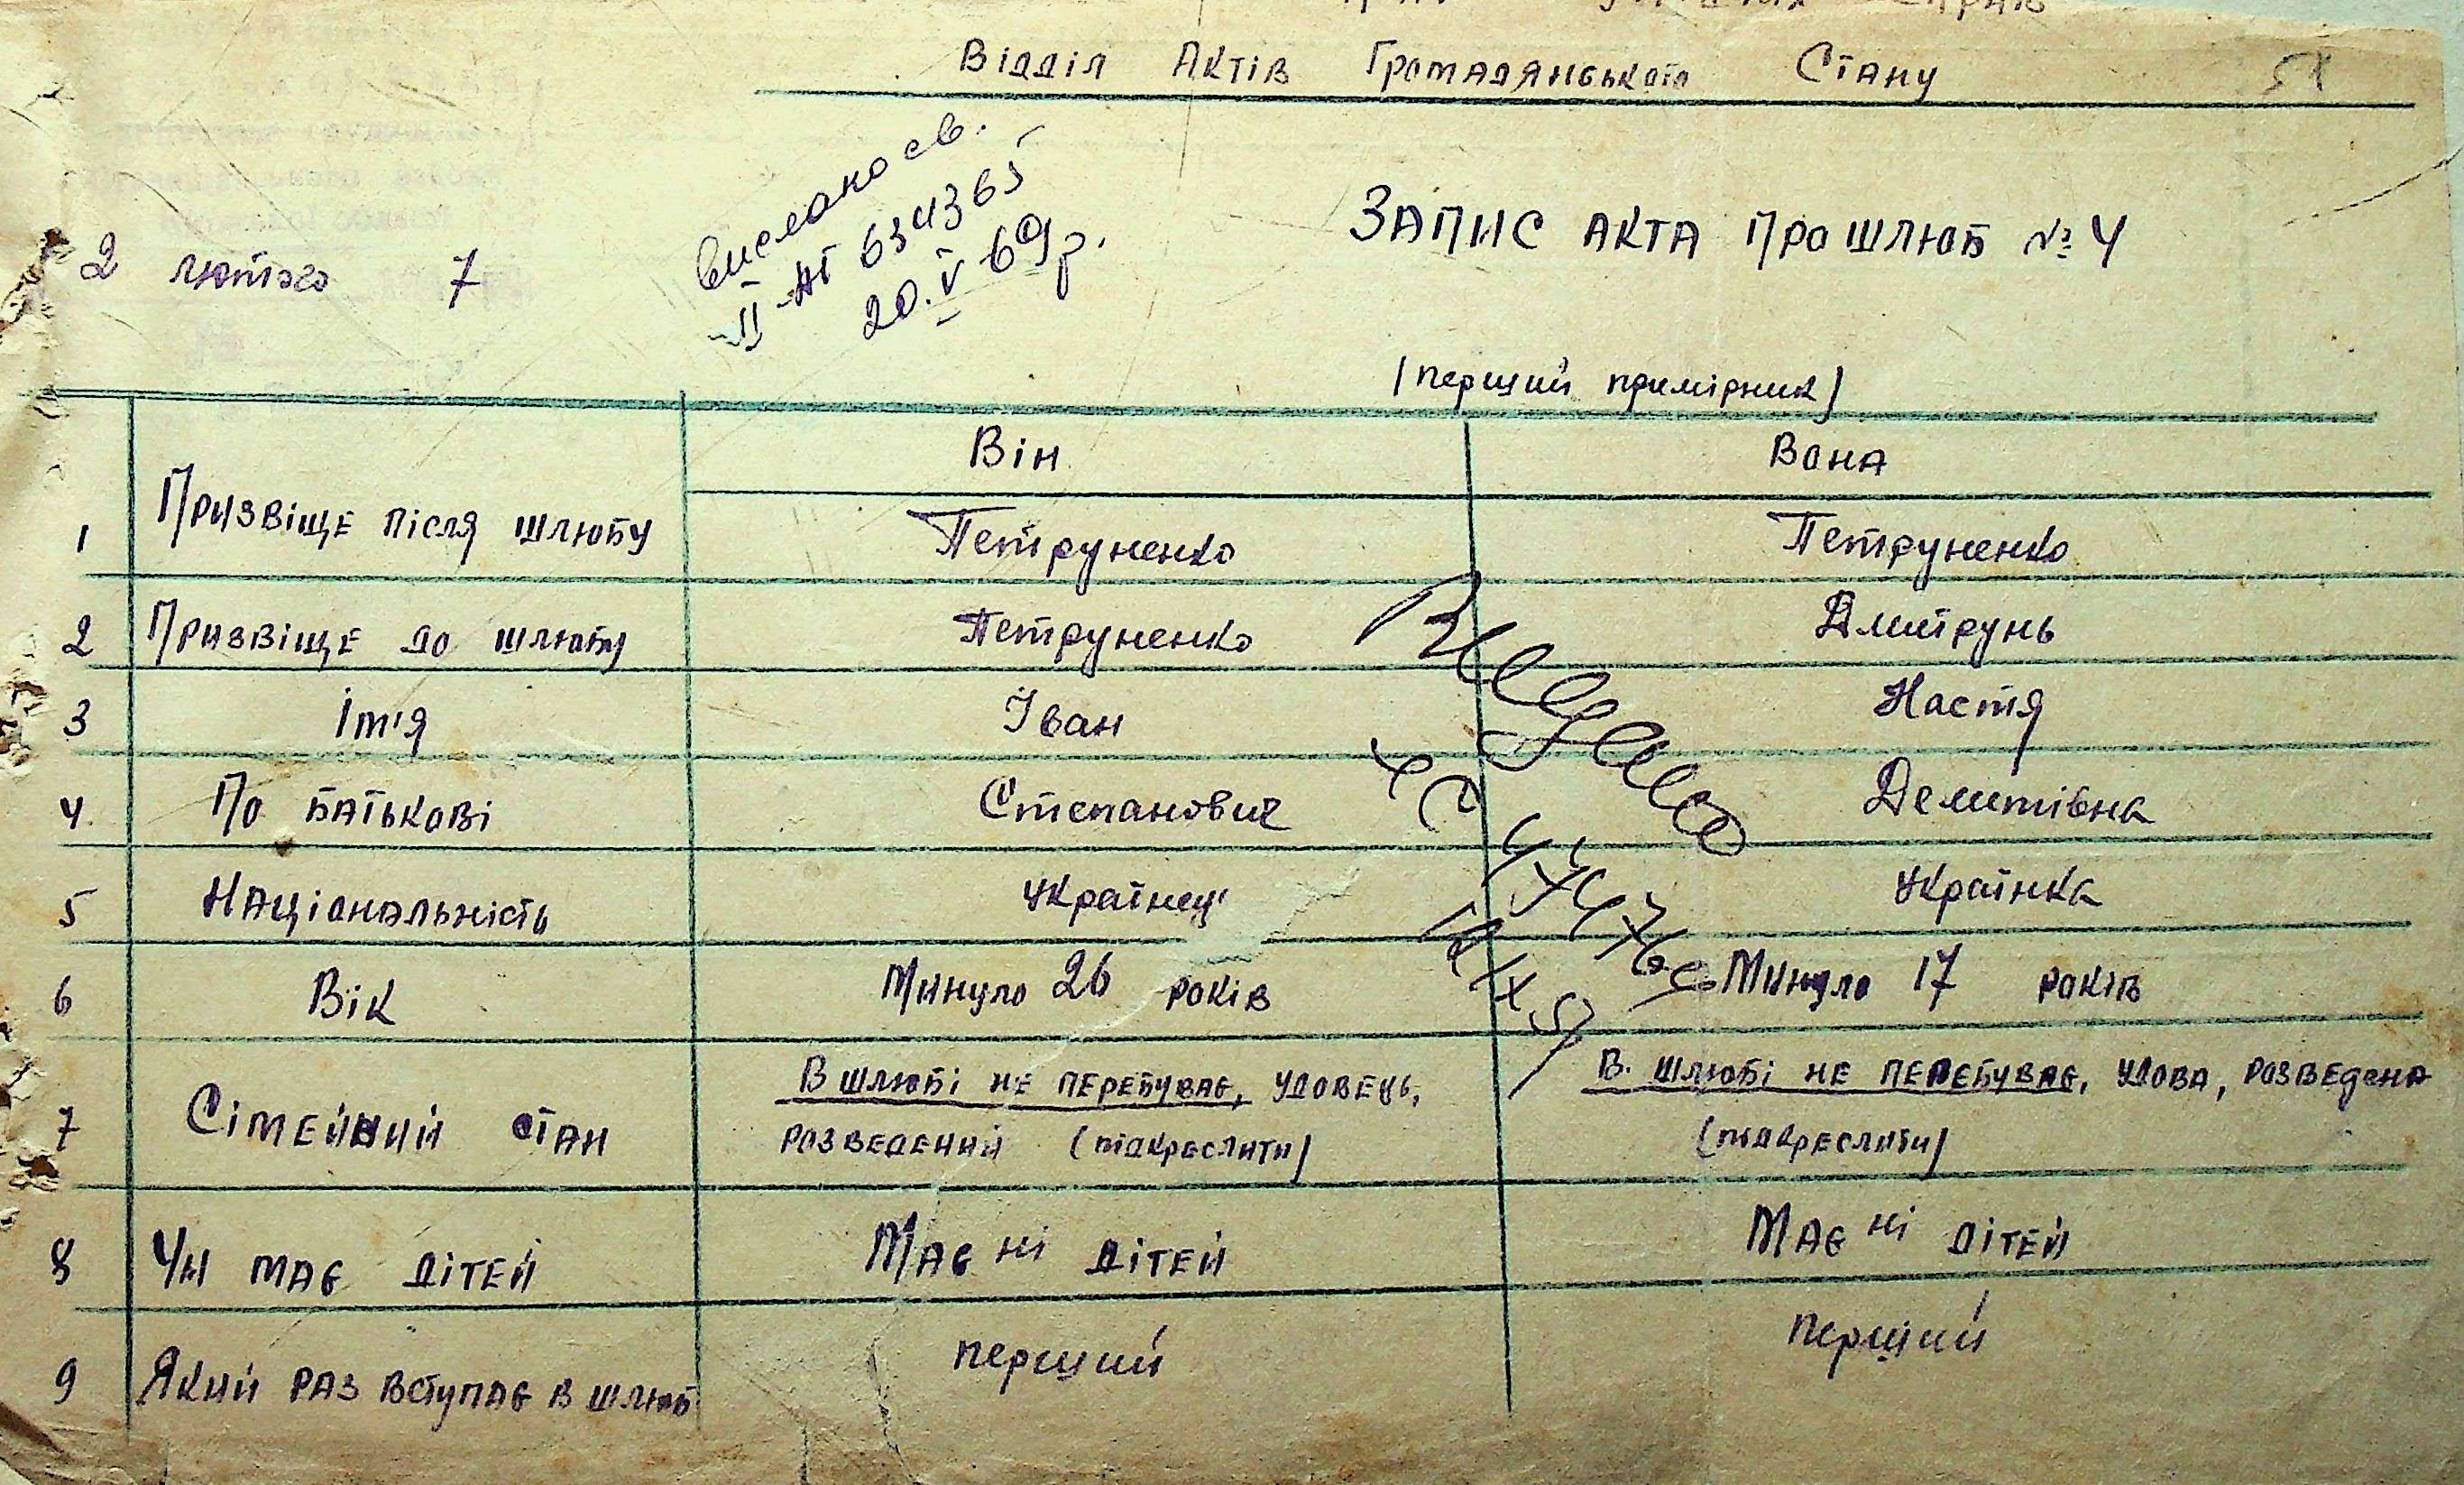 Відділ Актів Громадянського Стану
51
вислано св.
II-АГ 634365
20.V 69 р.
Запис акта про шлюб № 4
2 лютого 7
/перший примірник/
Він Вона
1 Призвіще після шлюбу Петруненко Петруненко
2 Призвіще до шлюбу Петруненко Дмитрунь
3 Ім'я Іван Настя
4 По батькові Степанович Демитівна
5 Національність Українець Українка
6 Вік Минуло 26 років Минуло 17 років
7 Сімейний стан В шлюбі не перебуває, удовець, В. шлюбі не перебуває, удова, розведена
розведений (підкреслити) (підкреслити)
8 Чи має дітей Має ні дітей Має ні дітей
9 Який раз вступає в шлюб перший перший